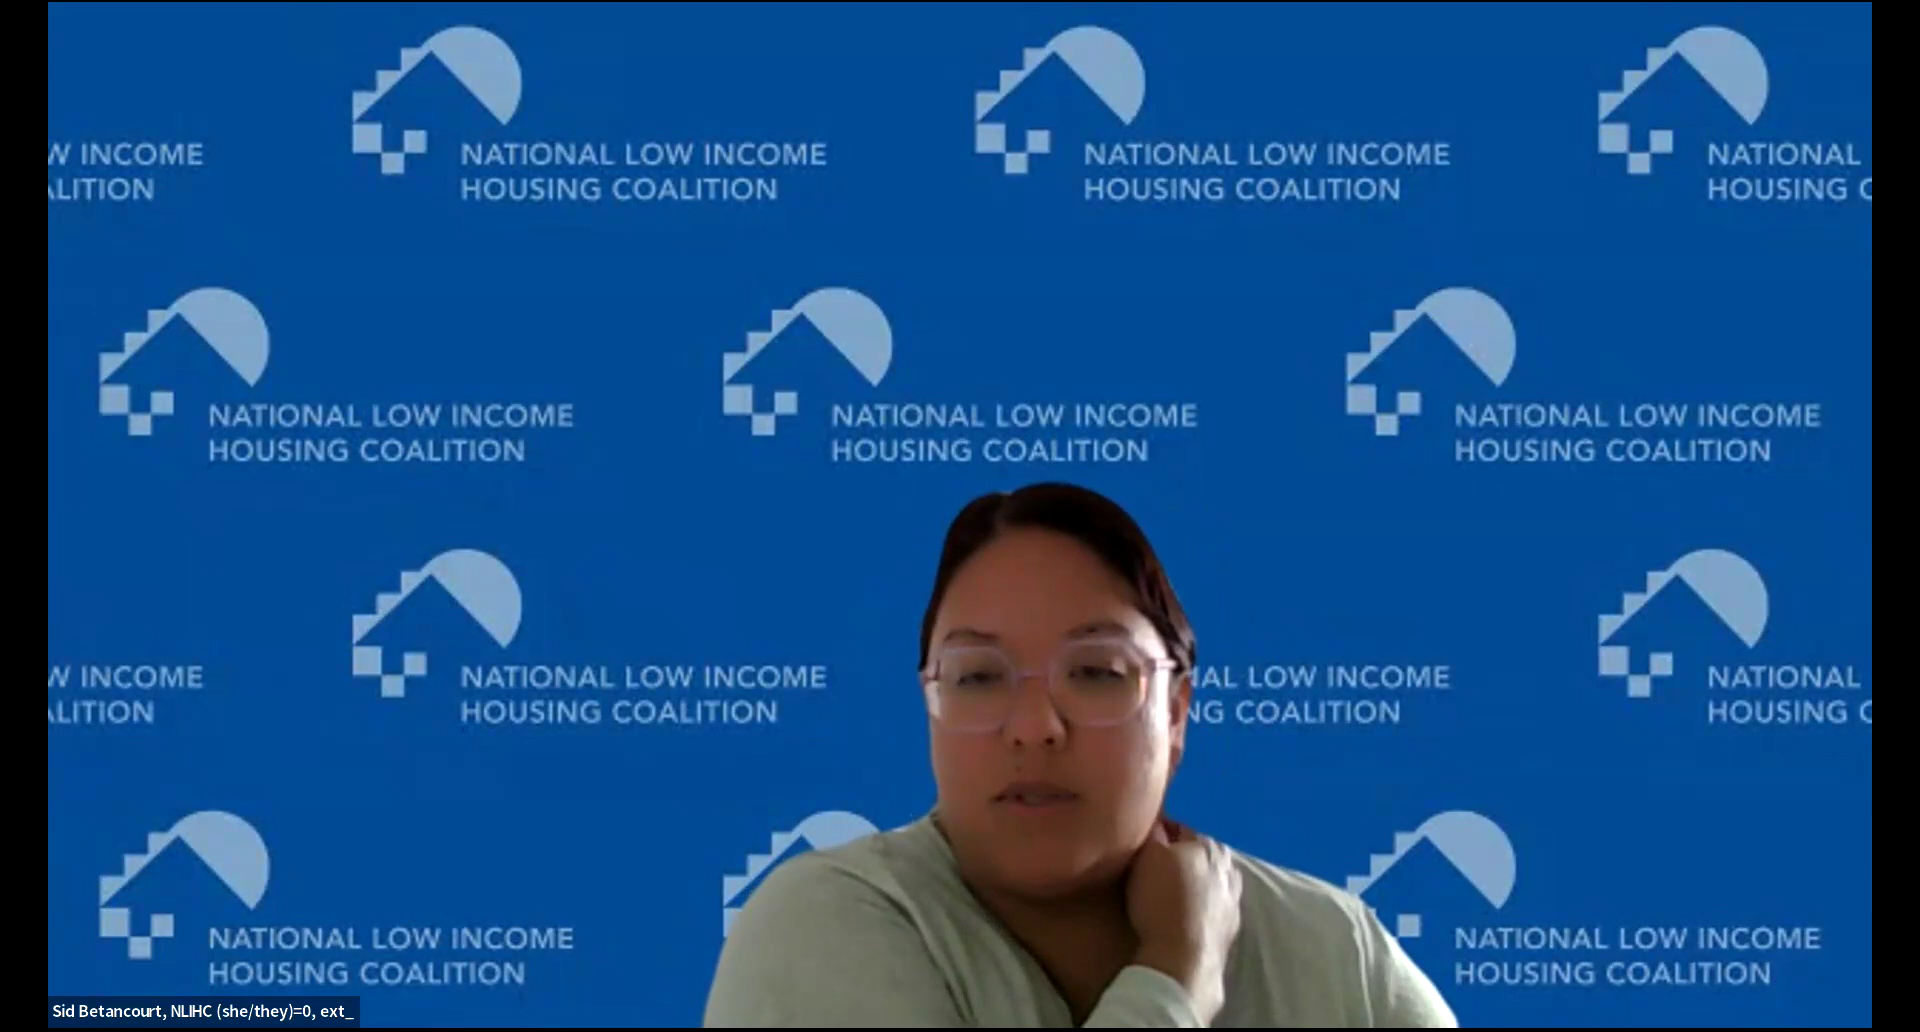 W INCOME
ALITION
NATIONAL LOW INCOME
HOUSING COALITION
NATIONAL LOW INCOME
HOUSING COALITION
NATIONAL
HOUSING C
NATIONAL LOW INCOME
HOUSING COALITION
NATIONAL LOW INCOME
HOUSING COALITION
NATIONAL LOW INCOME
HOUSING COALITION
W INCOME
ALITION
NATIONAL LOW INCOME
HOUSING COALITION
NAL LOW INCOME
NG COALITION
NATIONAL
HOUSING C
NATIONAL LOW INCOME
HOUSING COALITION
NATIONAL LOW INCOME
HOUSING COALITION
Sid Betancourt, NLIHC (she/they)=0, ext_